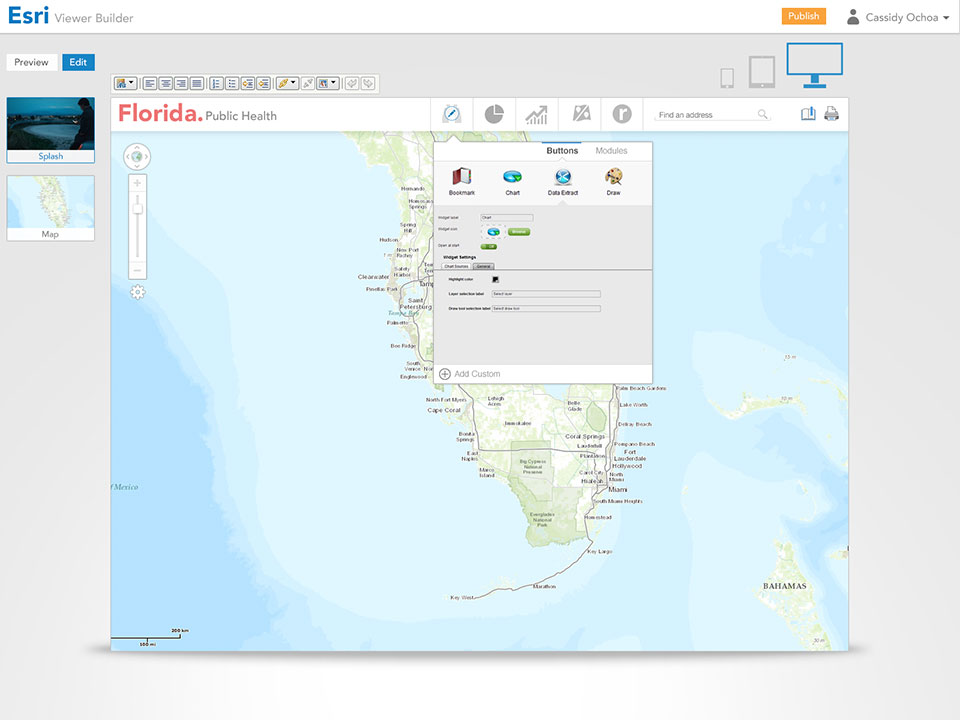 Esri Viewer Builder
Publish
Cassidy Ochoa
Preview
Edit
Splash
Map
Florida. Public Health
Find an address
Buttons
Modules
Bookmark
Chart
Data Extract
Draw
Widget label
Chart
Widget icon
Browse
Open at start
Off
Widget Settings
Chart Sources
General
Highlight color
Layer selection label
Select layer
Draw tool selection label
Select draw tool
Add Custom
Hernando
Homosassa
Springs
Spring
Hill
Hudson
New Port
Richey
Safety
Harbor
Clearwater
Pinellas Park
Saint
Petersburg
Tampa Bay
Palmetto
Bee Ridge
South
Venice
Englewood
North Fort Myers
Cape Coral
Lehigh
Acres
Immokalee
Bonita
Springs
East
Naples
Marco
Island
Belle
Glade
Palm Beach Gardens
Lake Worth
Delray Beach
Coral Springs
Lauderhill
Pompano Beach
Plantation
Fort
Lauderdale
Hollywood
Carol City
North
Miami
Hialeah
Miami
South Miami Heights
Homestead
Big Cypress
National
Preserve
Everglades
National
Park
Key Largo
Marathon
Key West
of Mexico
BAHAMAS
200 km
100 mi